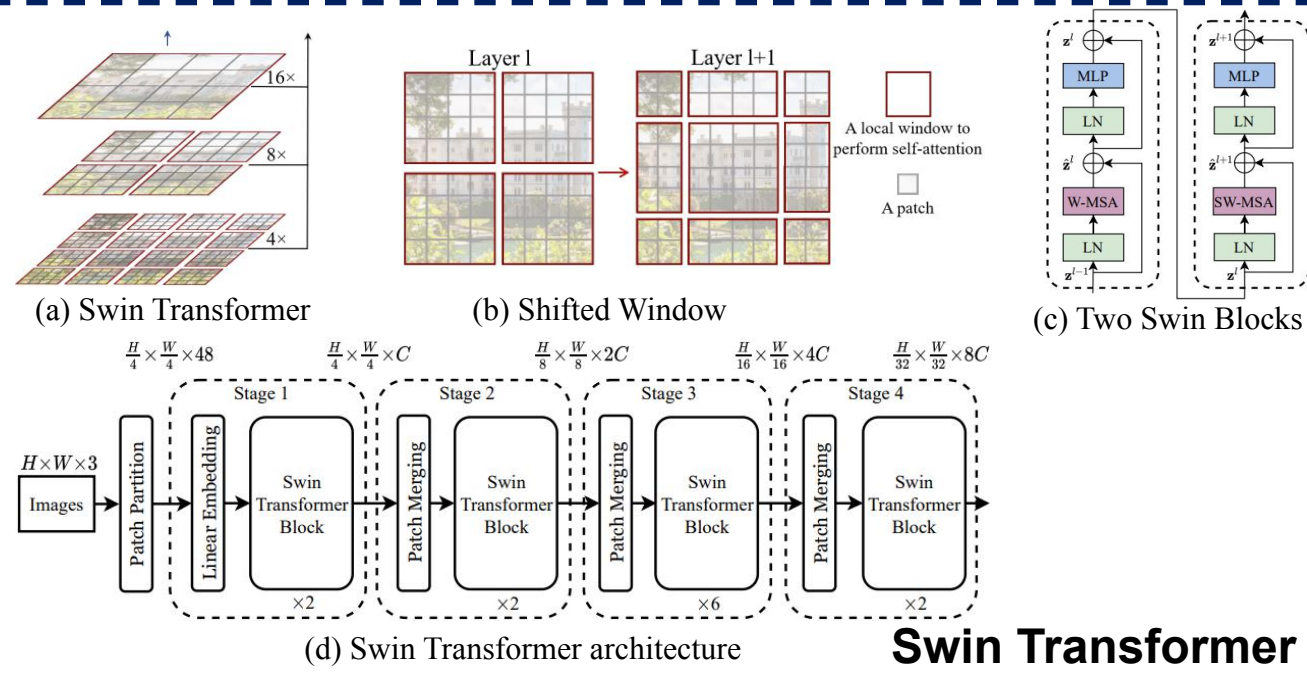 16×
8×
4×
(a) Swin Transformer
Layer l
Layer l+1
A local window to
perform self-attention
A patch
(b) Shifted Window
z^l
MLP
LN
ẑ^l
W-MSA
LN
z^{l-1}
z^{l+1}
MLP
LN
ẑ^{l+1}
SW-MSA
LN
z^l
(c) Two Swin Blocks
H/4 × W/4 × 48
H/4 × W/4 × C
H/8 × W/8 × 2C
H/16 × W/16 × 4C
H/32 × W/32 × 8C
H×W×3
Images
Patch Partition
Stage 1
Linear Embedding
Swin
Transformer
Block
×2
Stage 2
Patch Merging
Swin
Transformer
Block
×2
Stage 3
Patch Merging
Swin
Transformer
Block
×6
Stage 4
Patch Merging
Swin
Transformer
Block
×2
(d) Swin Transformer architecture
Swin Transformer